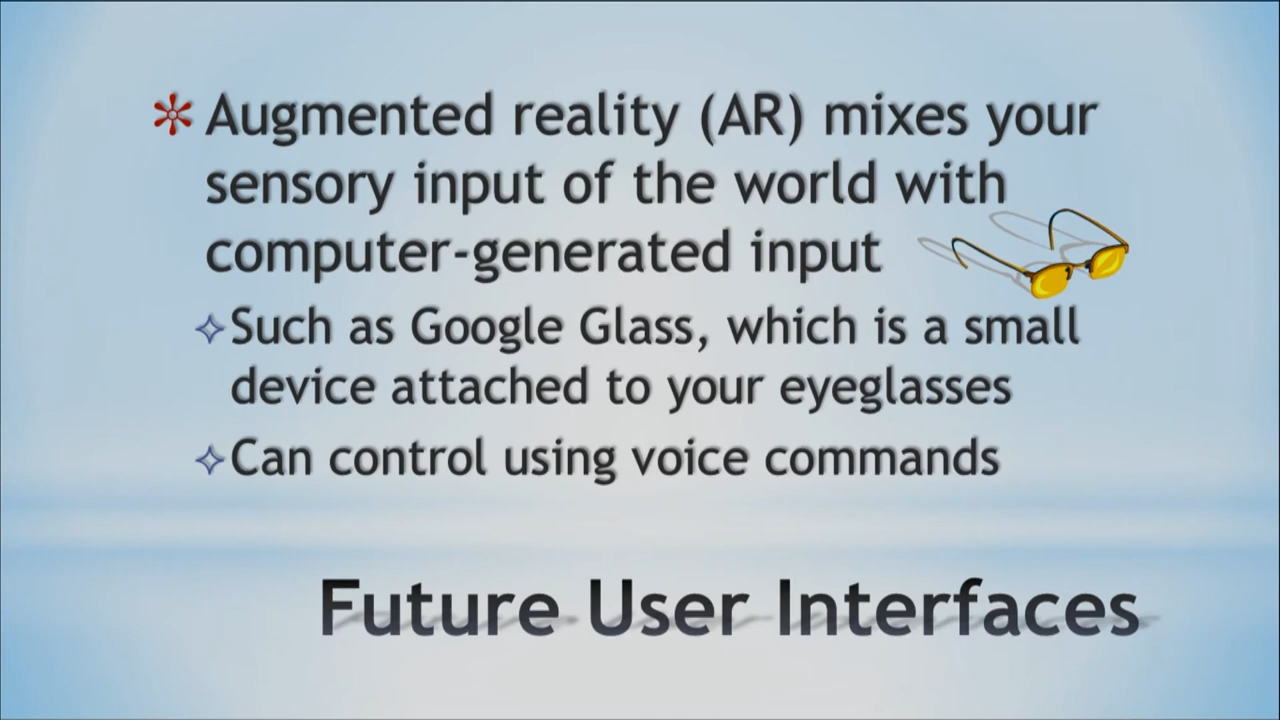 Augmented reality (AR) mixes your
sensory input of the world with
computer-generated input
Such as Google Glass, which is a small
device attached to your eyeglasses
Can control using voice commands
Future User Interfaces